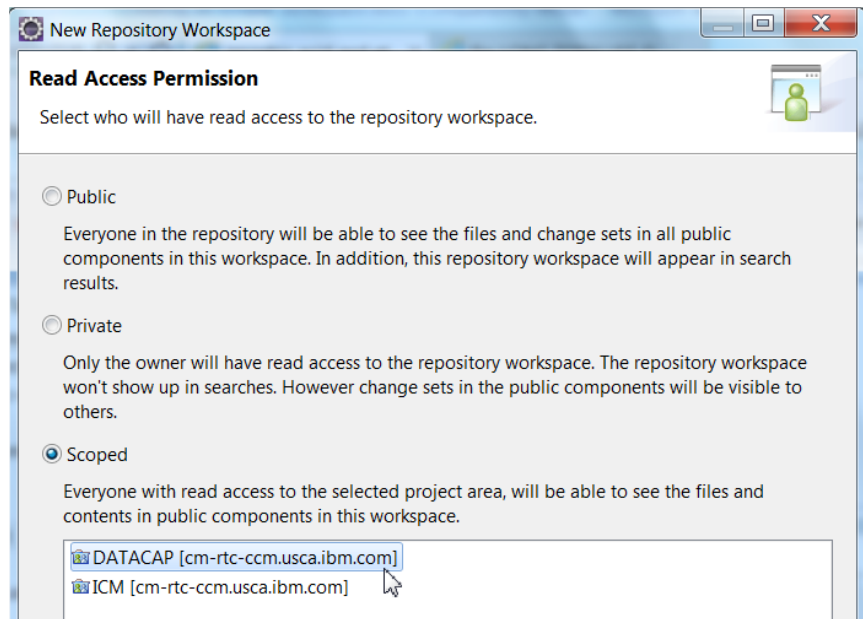 New Repository Workspace
Read Access Permission
Select who will have read access to the repository workspace.
Public
Everyone in the repository will be able to see the files and change sets in all public
components in this workspace. In addition, this repository workspace will appear in search
results.
Private
Only the owner will have read access to the repository workspace. The repository workspace
won't show up in searches. However change sets in the public components will be visible to
others.
Scoped
Everyone with read access to the selected project area, will be able to see the files and
contents in public components in this workspace.
DATACAP [cm-rtc-ccm.usca.ibm.com]
ICM [cm-rtc-ccm.usca.ibm.com]